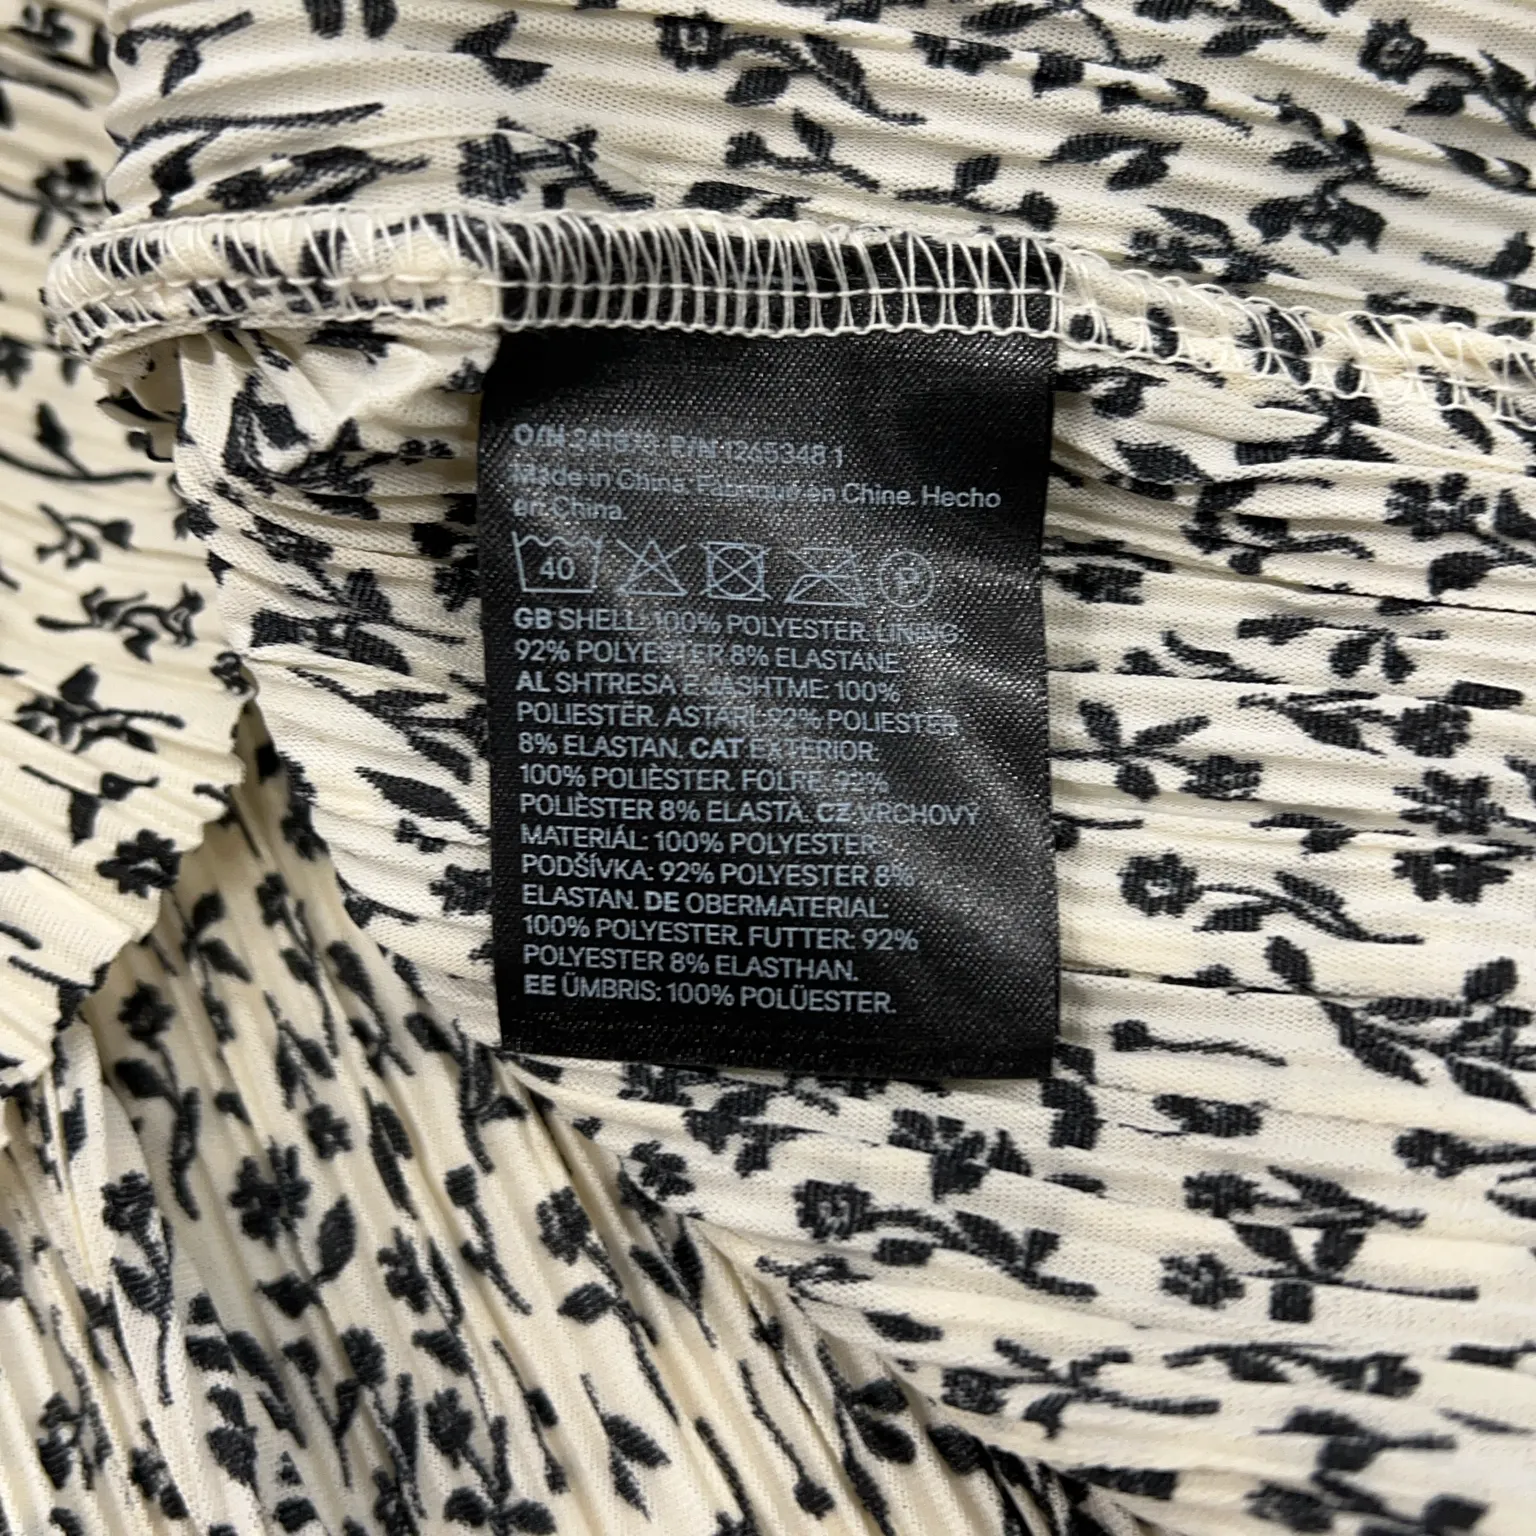 O/N P/N 1265348 1
Made in China. Fabriqué en Chine. Hecho
en China.
40
GB SHELL: 100% POLYESTER. LINING:
92% POLYESTER 8% ELASTANE
AL SHTRESA E JASHTME: 100%
POLIESTER. ASTARI: 92% POLIESTER
8% ELASTAN. CAT EXTERIOR:
100% POLIÈSTER. FOLRE: 92%
POLIÈSTER 8% ELASTÀ. CZ VRCHOVÝ
MATERIÁL: 100% POLYESTER.
PODŠÍVKA: 92% POLYESTER 8%
ELASTAN. DE OBERMATERIAL:
100% POLYESTER. FUTTER: 92%
POLYESTER 8% ELASTHAN.
EE ÜMBRIS: 100% POLÜESTER.